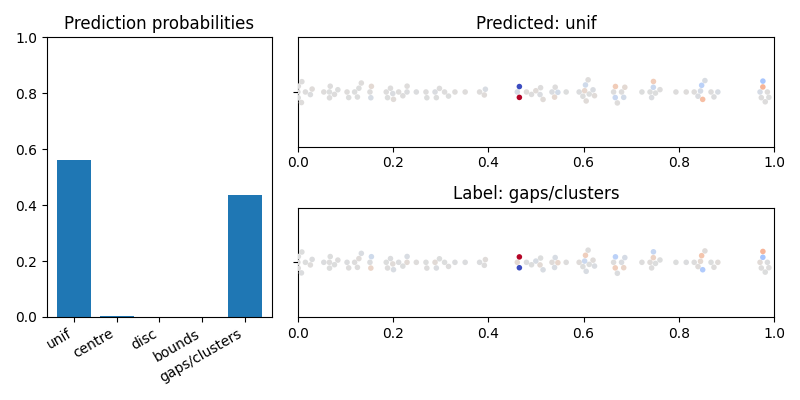 Prediction probabilities
1.0
0.8
0.6
0.4
0.2
0.0
unif
centre
disc
bounds
gaps/clusters
Predicted: unif
0.0 0.2 0.4 0.6 0.8 1.0
Label: gaps/clusters
0.0 0.2 0.4 0.6 0.8 1.0